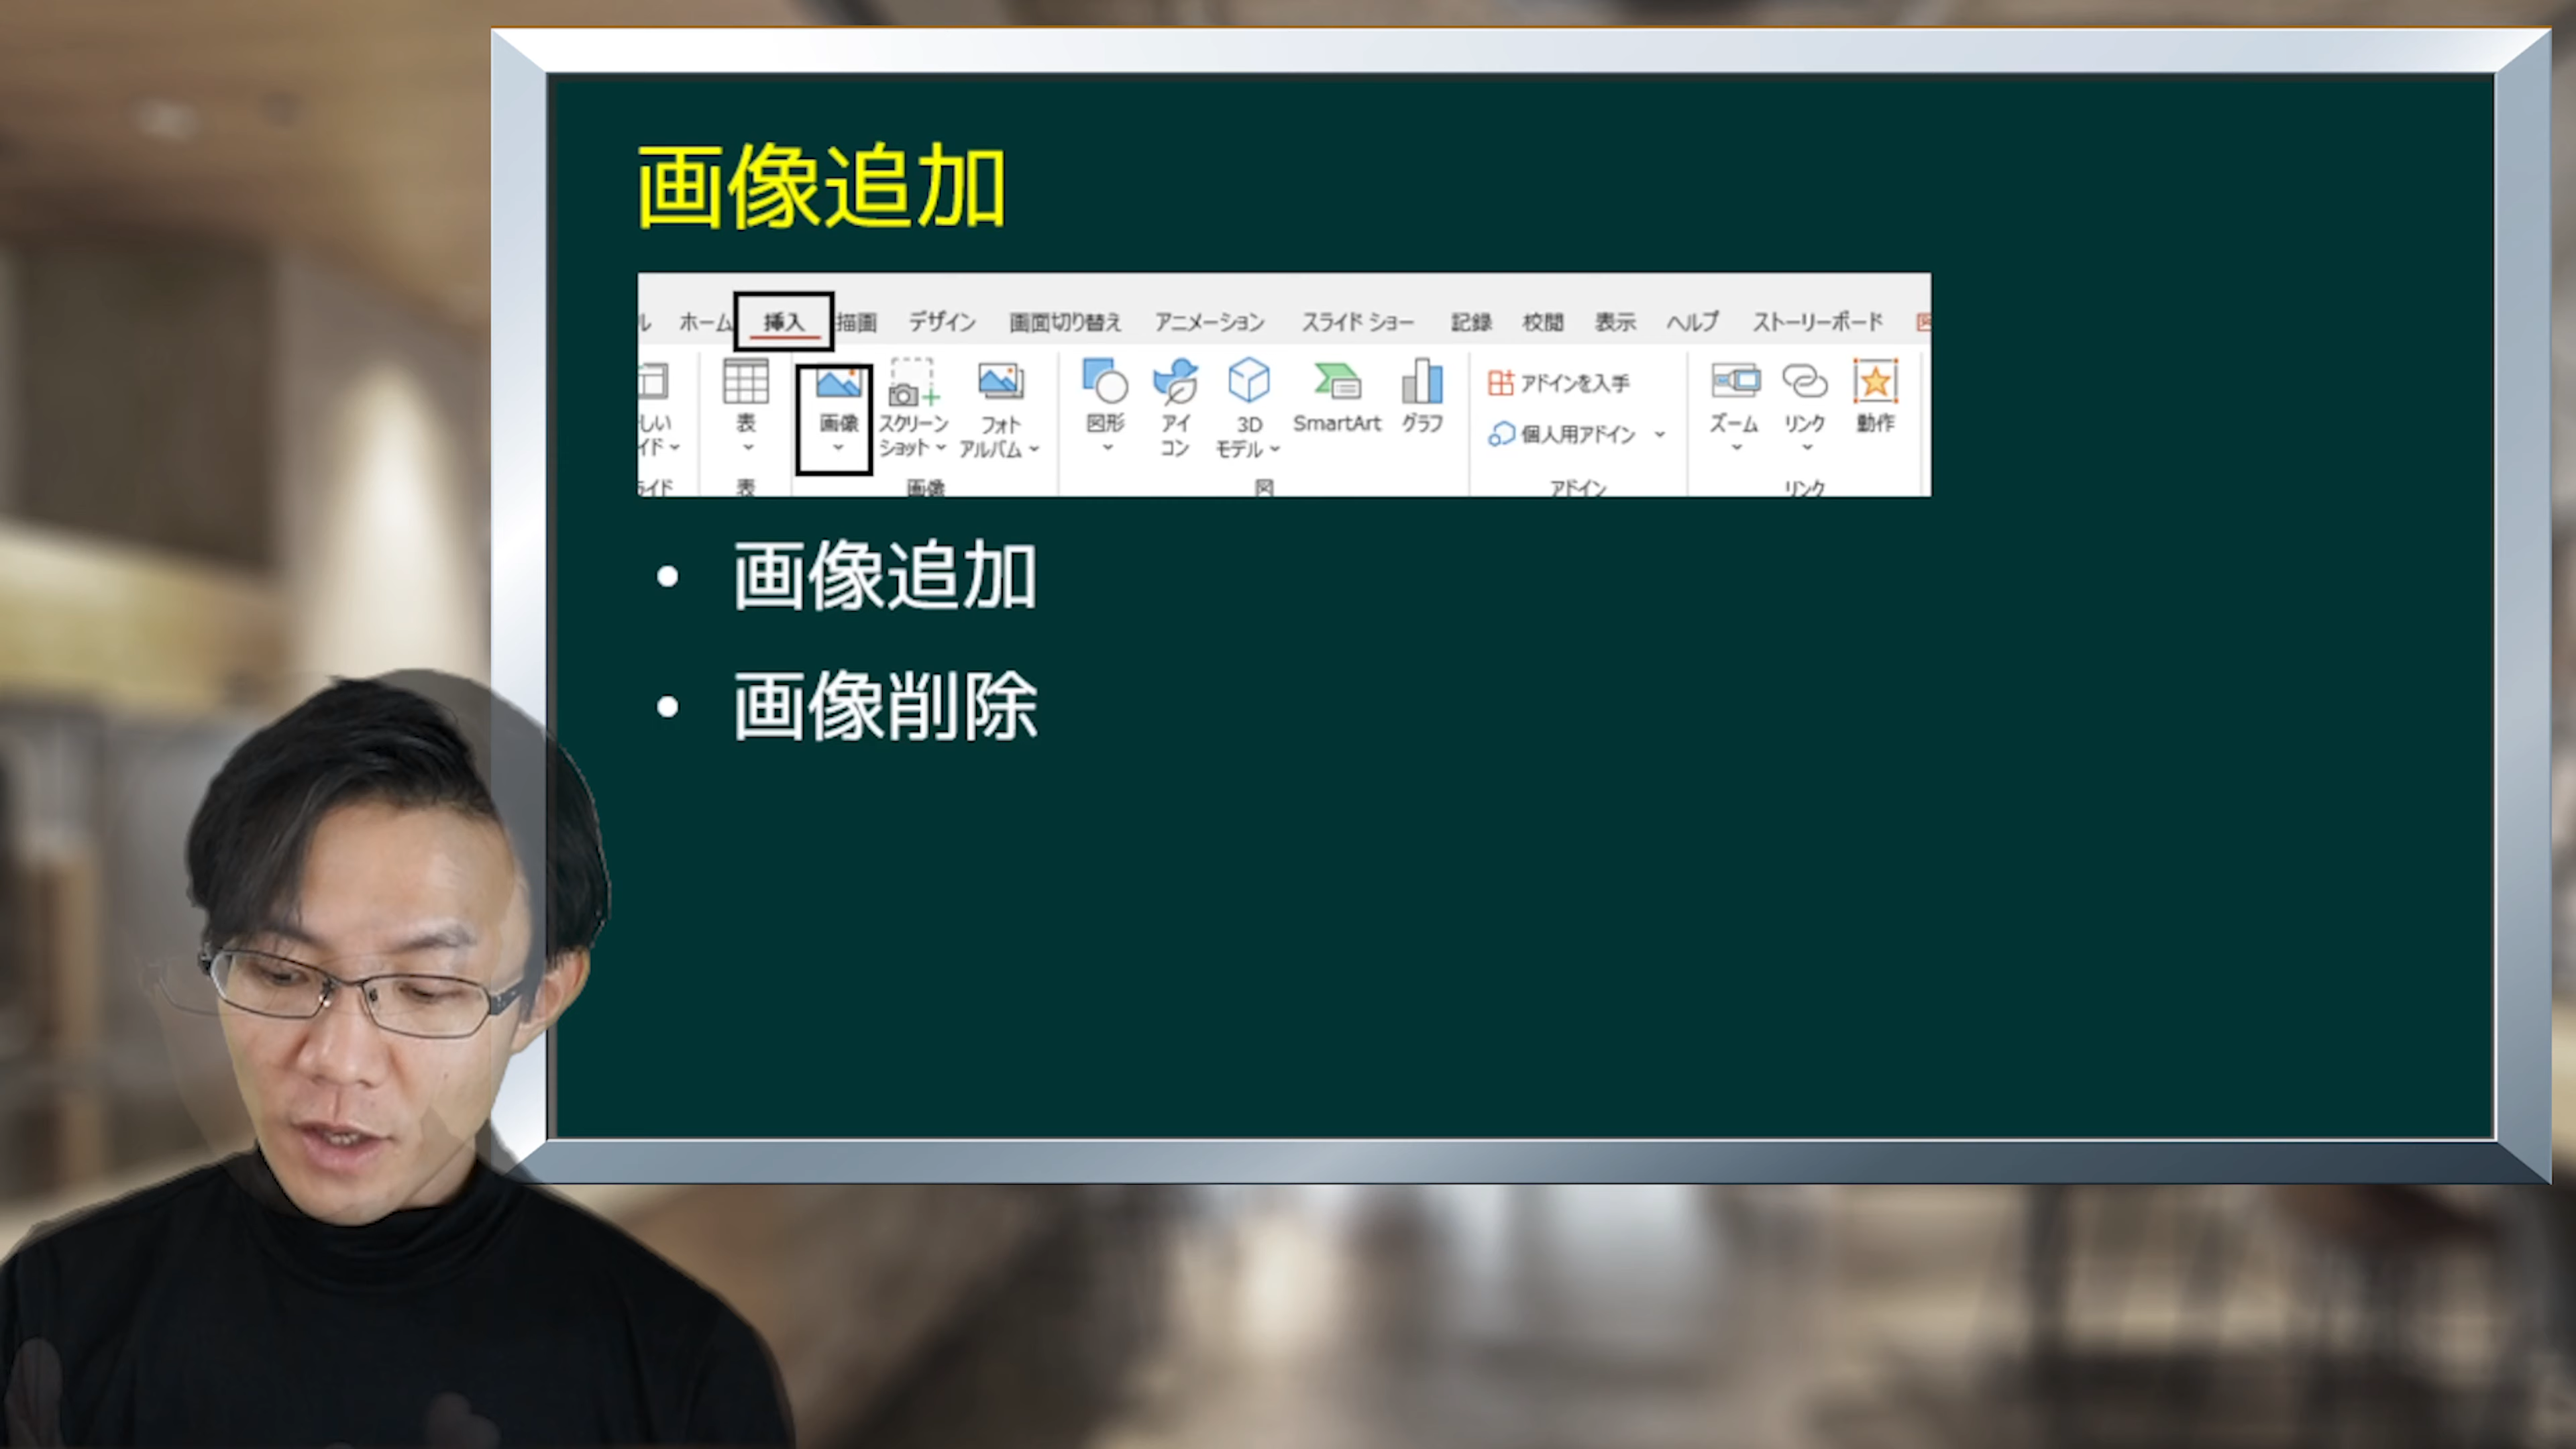 画像追加
ル ホーム 挿入 描画 デザイン 画面切り替え アニメーション スライド ショー 記録 校閲 表示 ヘルプ ストーリーボード 図
しい
イド
表
画像
スクリーン
ショット
フォト
アルバム
図形
アイ
コン
3D
モデル
SmartArt
グラフ
アドインを入手
個人用アドイン
ズーム
リンク
動作
ライド 表 画像 図 アドイン リンク
• 画像追加
• 画像削除